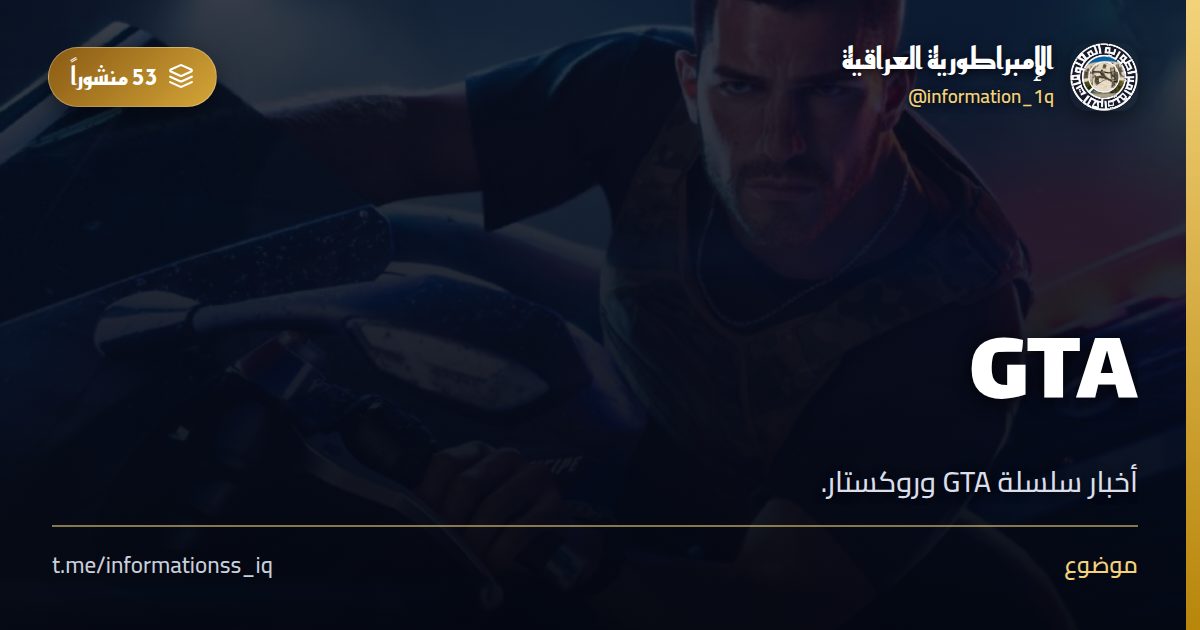 الإمبراطورية العراقية
@information_1q
53 منشوراً
GTA
أخبار سلسلة GTA وروكستار.
موضوع
t.me/informationss_iq